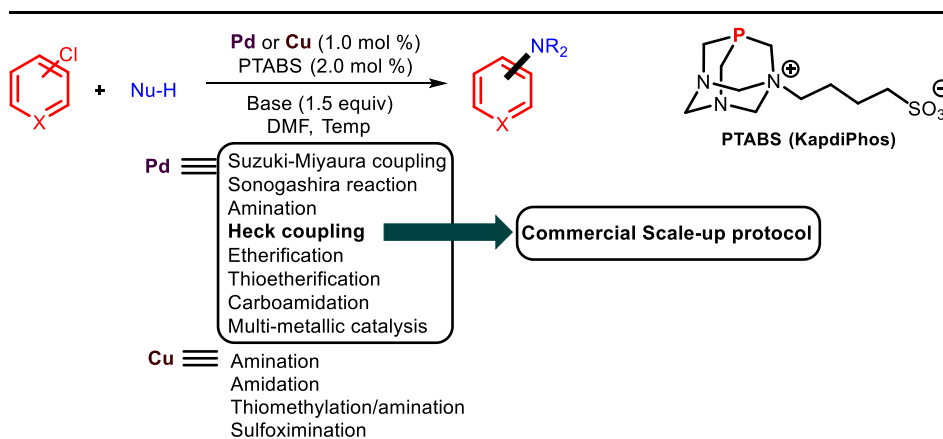 Cl
X
+
Nu-H
Pd or Cu (1.0 mol %)
PTABS (2.0 mol %)
Base (1.5 equiv)
DMF, Temp
NR2
X
P
N
N
N
+
SO3
−
PTABS (KapdiPhos)
Pd
Suzuki-Miyaura coupling
Sonogashira reaction
Amination
Heck coupling
Etherification
Thioetherification
Carboamidation
Multi-metallic catalysis
Commercial Scale-up protocol
Cu
Amination
Amidation
Thiomethylation/amination
Sulfoximination